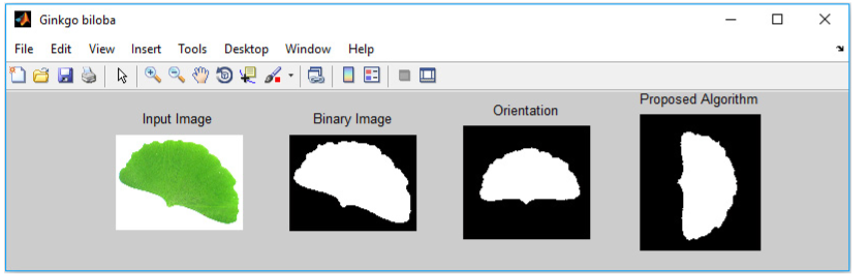 Ginkgo biloba
File Edit View Insert Tools Desktop Window Help
Input Image
Binary Image
Orientation
Proposed Algorithm